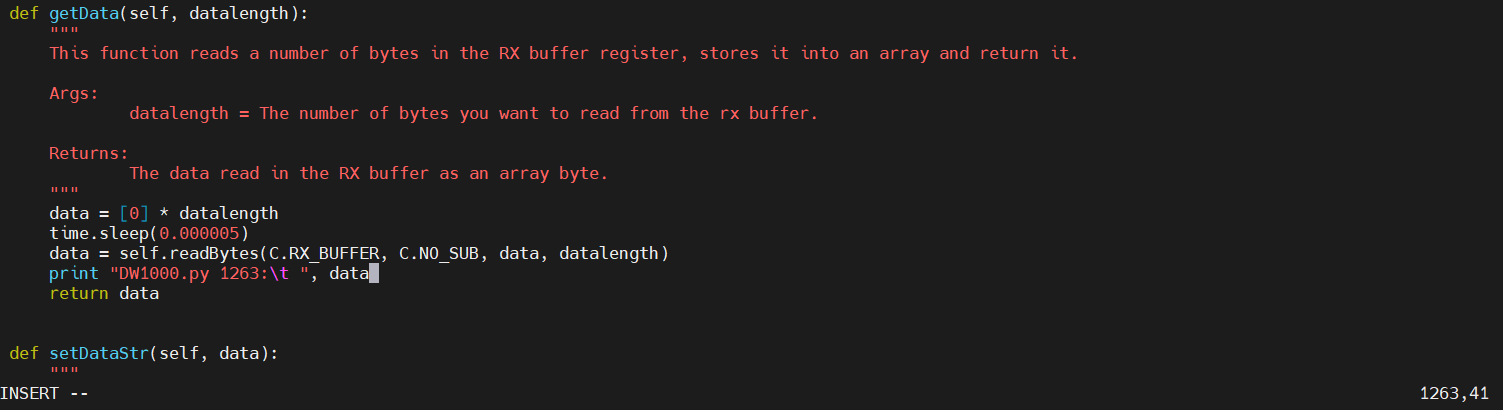 def getData(self, datalength):
"""
This function reads a number of bytes in the RX buffer register, stores it into an array and return it.
Args:
datalength = The number of bytes you want to read from the rx buffer.
Returns:
The data read in the RX buffer as an array byte.
"""
data = [0] * datalength
time.sleep(0.000005)
data = self.readBytes(C.RX_BUFFER, C.NO_SUB, data, datalength)
print "DW1000.py 1263:\t ", data
return data
def setDataStr(self, data):
"""
INSERT -- 1263,41